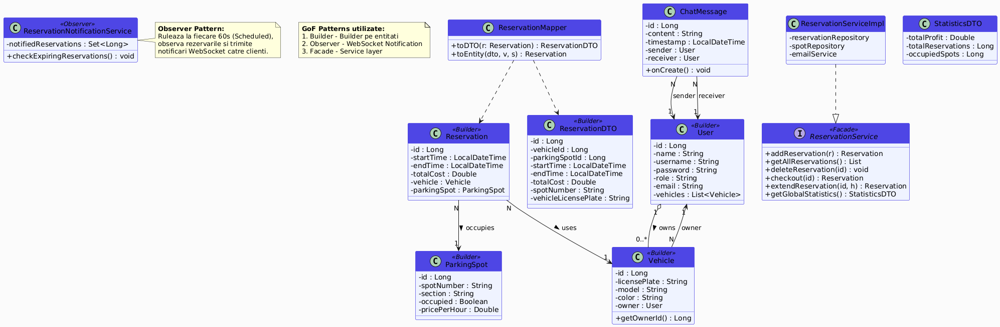 C
«Observer»
ReservationNotificationService
-notifiedReservations : Set<Long>
+checkExpiringReservations() : void
Observer Pattern:
Ruleaza la fiecare 60s (Scheduled),
observa rezervarile si trimite
notificari WebSocket catre clienti.
GoF Patterns utilizate:
1. Builder - Builder pe entitati
2. Observer - WebSocket Notification
3. Facade - Service layer
C ReservationMapper
+toDTO(r: Reservation) : ReservationDTO
+toEntity(dto, v, s) : Reservation
C ChatMessage
-id : Long
-content : String
-timestamp : LocalDateTime
-sender : User
-receiver : User
+onCreate() : void
C ReservationServiceImpl
-reservationRepository
-spotRepository
-emailService
C StatisticsDTO
-totalProfit : Double
-totalReservations : Long
-occupiedSpots : Long
N
N
sender
receiver
1
1
C
«Builder»
Reservation
-id : Long
-startTime : LocalDateTime
-endTime : LocalDateTime
-totalCost : Double
-vehicle : Vehicle
-parkingSpot : ParkingSpot
C
«Builder»
ReservationDTO
-id : Long
-vehicleId : Long
-parkingSpotId : Long
-startTime : LocalDateTime
-endTime : LocalDateTime
-totalCost : Double
-spotNumber : String
-vehicleLicensePlate : String
C
«Builder»
User
-id : Long
-name : String
-username : String
-password : String
-role : String
-email : String
-vehicles : List<Vehicle>
I
«Facade»
ReservationService
+addReservation(r) : Reservation
+getAllReservations() : List
+deleteReservation(id) : void
+checkout(id) : Reservation
+extendReservation(id, h) : Reservation
+getGlobalStatistics() : StatisticsDTO
N
N
1
1
occupies
uses
owns
owner
1
1
0..*
N
C
«Builder»
ParkingSpot
-id : Long
-spotNumber : String
-section : String
-occupied : Boolean
-pricePerHour : Double
C
«Builder»
Vehicle
-id : Long
-licensePlate : String
-model : String
-color : String
-owner : User
+getOwnerId() : Long